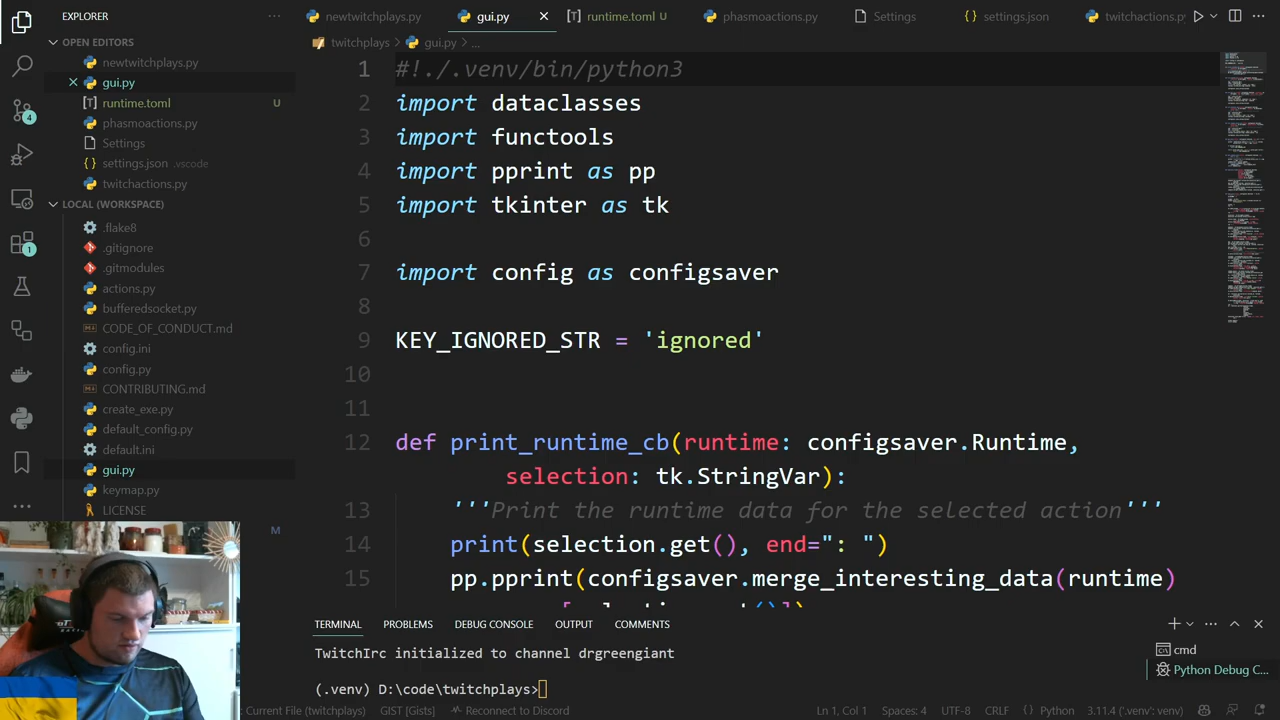 EXPLORER
OPEN EDITORS
newtwitchplays.py
gui.py
runtime.toml U
phasmoactions.py
Settings
settings.json .vscode
twitchactions.py
LOCAL (WORKSPACE)
.flake8
.gitignore
.gitmodules
actions.py
bufferedsocket.py
CODE_OF_CONDUCT.md
config.ini
config.py
CONTRIBUTING.md
create_exe.py
default_config.py
default.ini
gui.py
keymap.py
LICENSE
M
4
1
newtwitchplays.py gui.py runtime.toml U phasmoactions.py Settings settings.json twitchactions.py
twitchplays > gui.py > ...
1 #!./.venv/bin/python3
2 import dataclasses
3 import functools
4 import pprint as pp
5 import tkinter as tk
6
7 import config as configsaver
8
9 KEY_IGNORED_STR = 'ignored'
10
11
12 def print_runtime_cb(runtime: configsaver.Runtime,
selection: tk.StringVar):
13 '''Print the runtime data for the selected action'''
14 print(selection.get(), end=": ")
15 pp.pprint(configsaver.merge_interesting_data(runtime)
TERMINAL PROBLEMS DEBUG CONSOLE OUTPUT COMMENTS
TwitchIrc initialized to channel drgreengiant
(.venv) D:\code\twitchplays>
cmd
Python Debug C...
Current File (twitchplays) GIST [Gists] Reconnect to Discord Ln 1, Col 1 Spaces: 4 UTF-8 CRLF Python 3.11.4 ('.venv': venv)